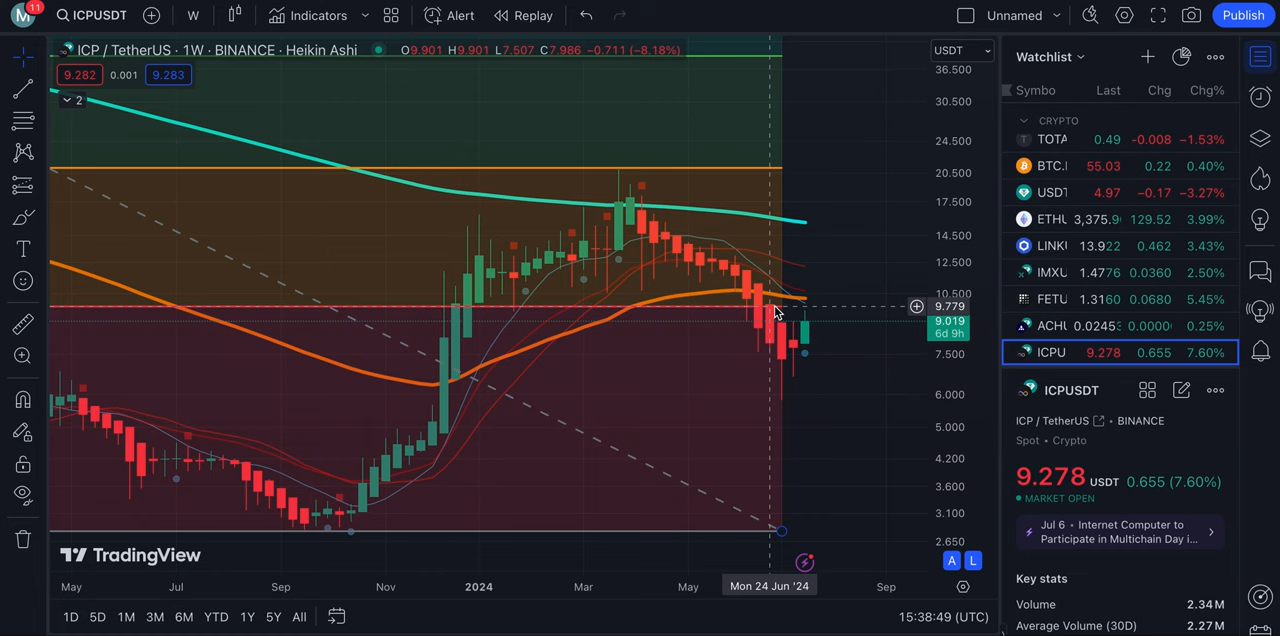 M 11 ICPUSDT W Indicators Alert Replay Unnamed Publish
ICP / TetherUS · 1W · BINANCE · Heikin Ashi O9.901 H9.901 L7.507 C7.986 -0.711 (-8.18%)
9.282 0.001 9.283
2
USDT
36.500
30.500
24.500
20.500
17.500
14.500
12.500
10.500
9.779
9.019
6d 9h
7.500
6.000
5.000
4.200
3.600
3.100
2.650
TradingView
A L
May Jul Sep Nov 2024 Mar May Mon 24 Jun '24 Sep
1D 5D 1M 3M 6M YTD 1Y 5Y All 15:38:49 (UTC)
Watchlist
Symbo Last Chg Chg%
CRYPTO
TOTA 0.49 -0.008 -1.53%
BTC.I 55.03 0.22 0.40%
USDT 4.97 -0.17 -3.27%
ETHU 3,375.9 129.52 3.99%
LINKU 13.922 0.462 3.43%
IMXU 1.4776 0.0360 2.50%
FETU 1.3160 0.0680 5.45%
ACHU 0.0245 0.0000 0.25%
ICPU 9.278 0.655 7.60%
ICPUSDT
ICP / TetherUS • BINANCE
Spot • Crypto
9.278 USDT 0.655 (7.60%)
MARKET OPEN
Jul 6 • Internet Computer to
Participate in Multichain Day i...
Key stats
Volume 2.34M
Average Volume (30D) 2.27M